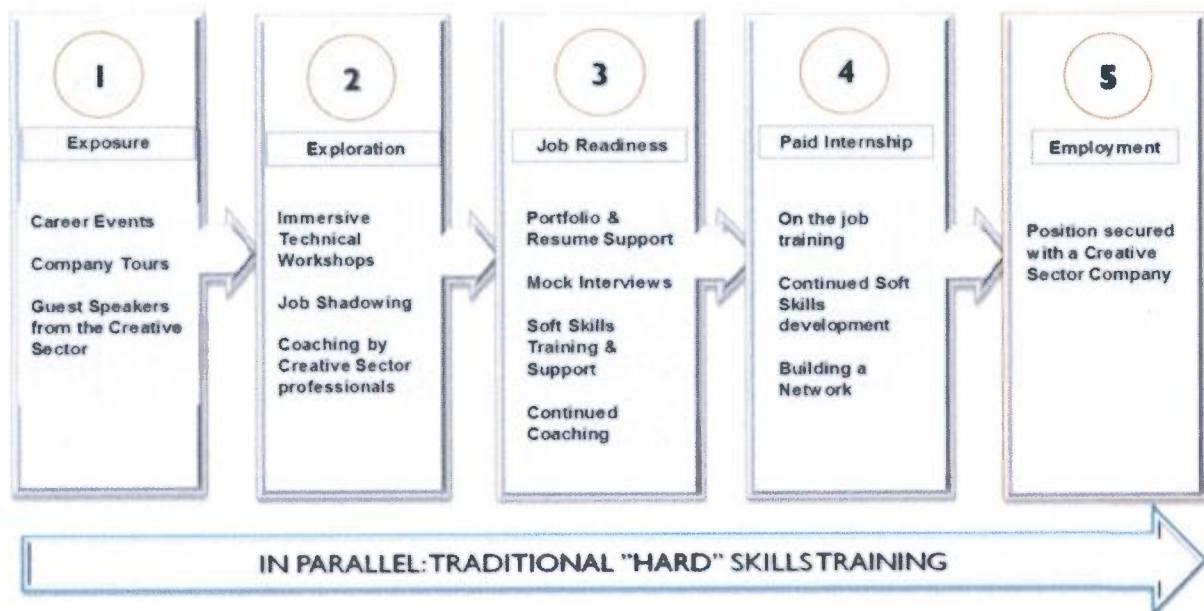 1
Exposure
Career Events
Company Tours
Guest Speakers
from the Creative
Sector
2
Exploration
Immersive
Technical
Workshops
Job Shadowing
Coaching by
Creative Sector
professionals
3
Job Readiness
Portfolio &
Resume Support
Mock Interviews
Soft Skills
Training &
Support
Continued
Coaching
4
Paid Internship
On the job
training
Continued Soft
Skills
development
Building a
Network
5
Employment
Position secured
with a Creative
Sector Company
IN PARALLEL: TRADITIONAL "HARD" SKILLS TRAINING